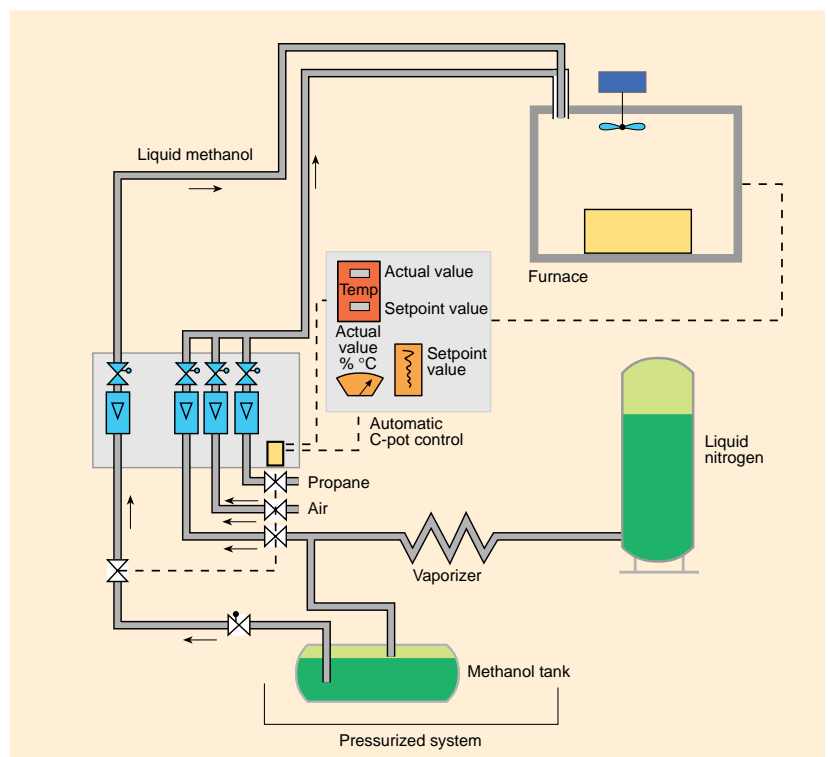 Liquid methanol
Furnace
Actual value
Temp
Setpoint value
Actual
value
% °C
Setpoint
value
Automatic
C-pot control
Propane
Air
Liquid
nitrogen
Vaporizer
Methanol tank
Pressurized system